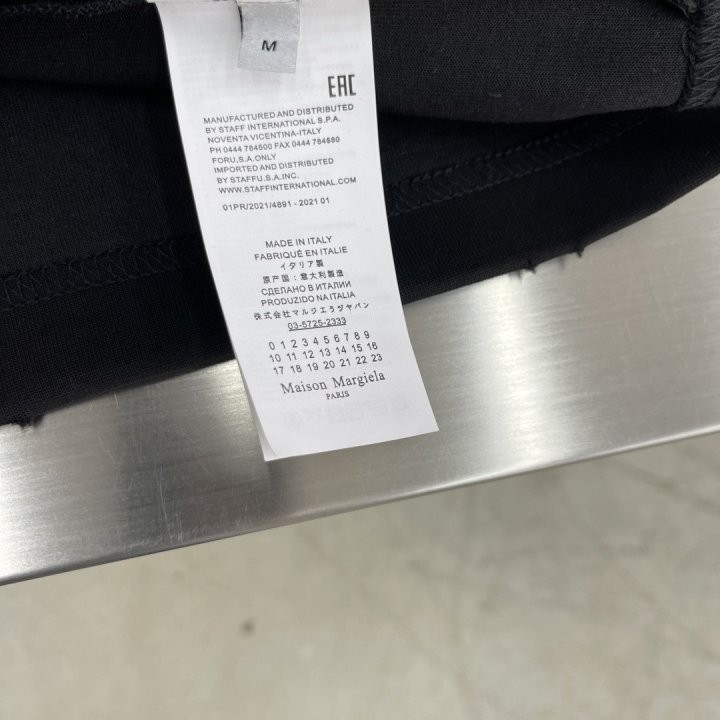 M
EAC
MANUFACTURED AND DISTRIBUTED
BY STAFF INTERNATIONAL S.P.A.
NOVENTA VICENTINA-ITALY
PH 0444 784500 FAX 0444 784680
FORU,S.A.ONLY
IMPORTED AND DISTRIBUTED
BY STAFFU.S.A.INC.
WWW.STAFFINTERNATIONAL.COM
01PR/2021/4891 - 2021 01
MADE IN ITALY
FABRIQUÉ EN ITALIE
イタリア製
原产国：意大利製造
СДЕЛАНО В ИТАЛИИ
PRODUZIDO NA ITALIA
株式会社マルジエラジャパン
03-5725-2333
0 1 2 3 4 5 6 7 8 9
10 11 12 13 14 15 16
17 18 19 20 21 22 23
Maison Margiela
PARIS